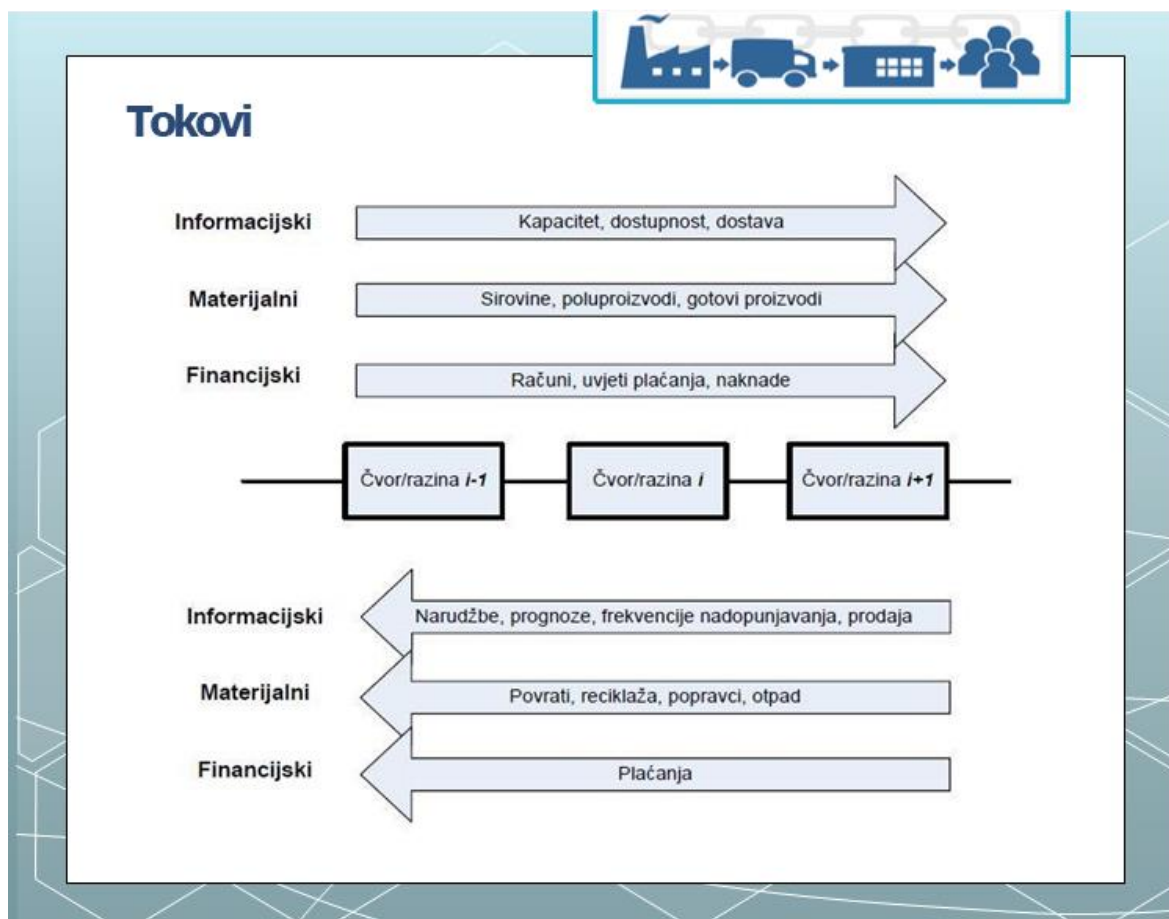 Tokovi
Informacijski
Kapacitet, dostupnost, dostava
Materijalni
Sirovine, poluproizvodi, gotovi proizvodi
Financijski
Računi, uvjeti plaćanja, naknade
Čvor/razina i-1
Čvor/razina i
Čvor/razina i+1
Informacijski
Narudžbe, prognoze, frekvencije nadopunjavanja, prodaja
Materijalni
Povrati, reciklaža, popravci, otpad
Financijski
Plaćanja